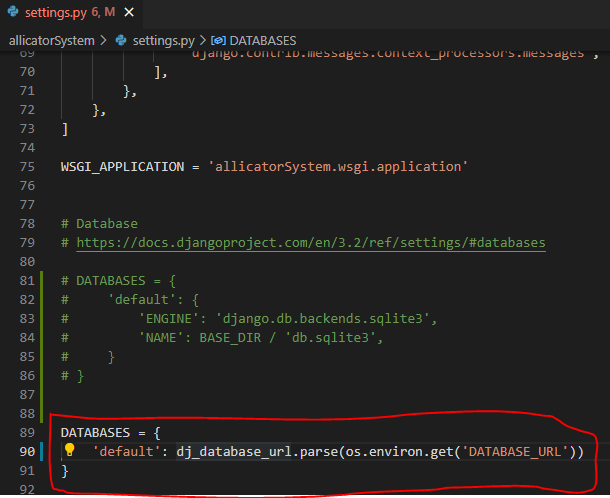 settings.py 6, M
allicatorSystem > settings.py > DATABASES
69 'django.contrib.messages.context_processors.messages',
70 ],
71 },
72 },
73 ]
74
75 WSGI_APPLICATION = 'allicatorSystem.wsgi.application'
76
77
78 # Database
79 # https://docs.djangoproject.com/en/3.2/ref/settings/#databases
80
81 # DATABASES = {
82 #     'default': {
83 #         'ENGINE': 'django.db.backends.sqlite3',
84 #         'NAME': BASE_DIR / 'db.sqlite3',
85 #     }
86 # }
87
88
89 DATABASES = {
90     'default': dj_database_url.parse(os.environ.get('DATABASE_URL'))
91 }
92